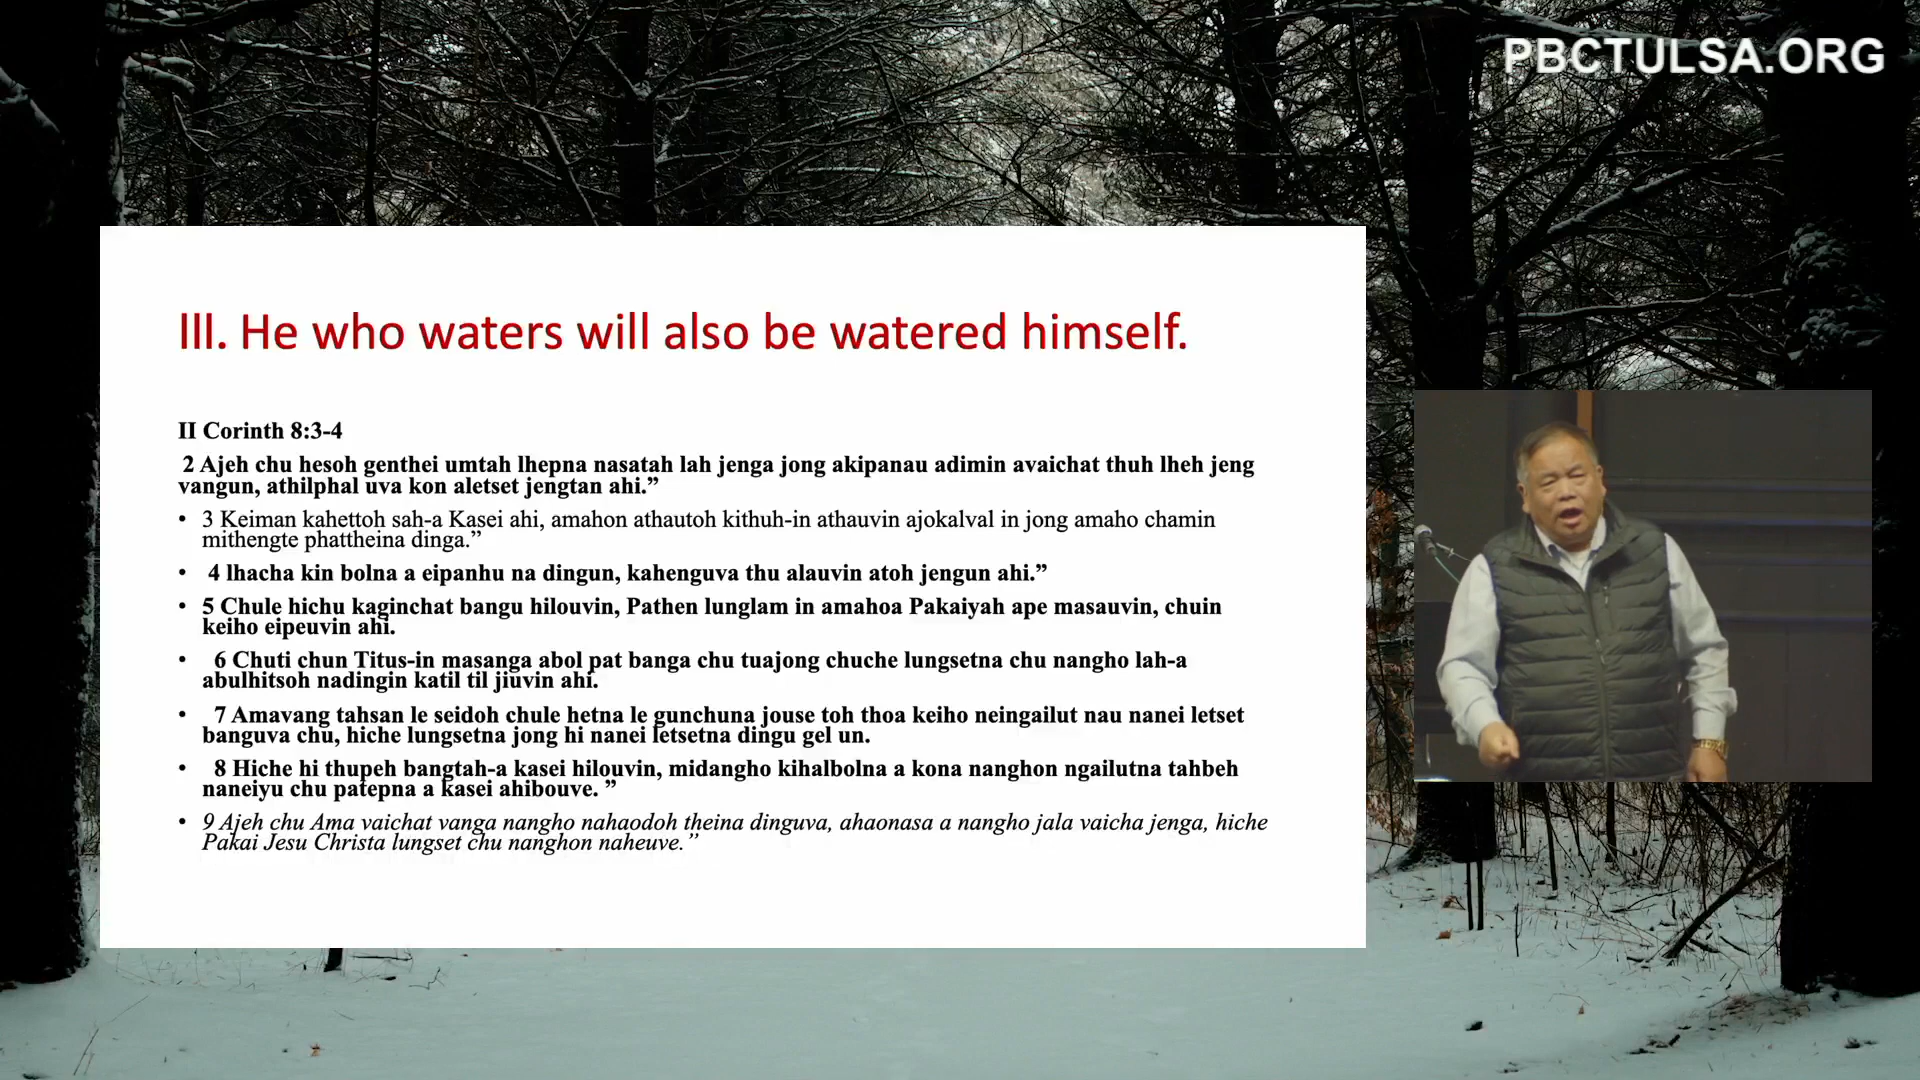 PBCTULSA.ORG
III. He who waters will also be watered himself.
II Corinth 8:3-4
2 Ajeh chu hesoh genthei umtah lhepna nasatah lah jenga jong akipanau adimin avaichat thuh lheh jeng
vangun, athilphal uva kon aletset jengtan ahi.”
• 3 Keiman kahettoh sah-a Kasei ahi, amahon athautoh kithuh-in athauvin ajokalval in jong amaho chamin
mithengte phattheina dinga.”
• 4 lhacha kin bolna a eipanhu na dingun, kahenguva thu alauvin atoh jengun ahi.”
• 5 Chule hichu kaginchat bangu hilouvin, Pathen lunglam in amahoa Pakaiyah ape masauvin, chuin
keiho eipeuvin ahi.
• 6 Chuti chun Titus-in masanga abol pat banga chu tuajong chuche lungsetna chu nangho lah-a
abulhitsoh nadingin katil til jiuvin ahi.
• 7 Amavang tahsan le seidoh chule hetna le gunchuna jouse toh thoa keiho neingailut nau nanei letset
banguva chu, hiche lungsetna jong hi nanei letsetna dingu gel un.
• 8 Hiche hi thupeh bangtah-a kasei hilouvin, midangho kihalbolna a kona nanghon ngailutna tahbeh
naneiyu chu patepna a kasei ahibouve. ”
• 9 Ajeh chu Ama vaichat vanga nangho nahaodoh theina dinguva, ahaonasa a nangho jala vaicha jenga, hiche
Pakai Jesu Christa lungset chu nanghon naheuve.”